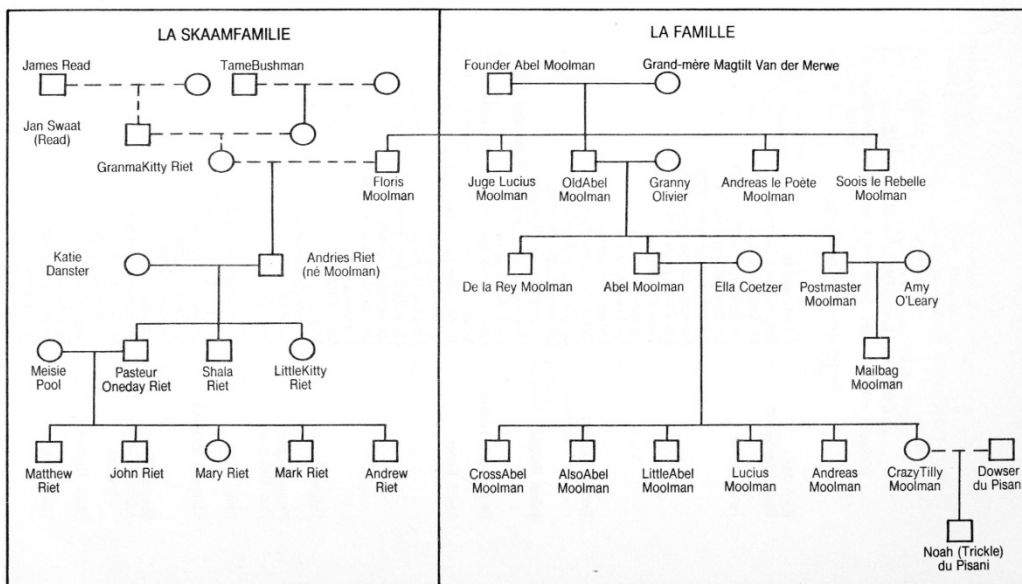 LA SKAAMFAMILIE
James Read
TameBushman
Jan Swaat
(Read)
GranmaKitty Riet
Katie
Danster
Andries Riet
(né Moolman)
Meisie
Pool
Pasteur
Oneday Riet
Shala
Riet
LittleKitty
Riet
Matthew
Riet
John Riet
Mary Riet
Mark Riet
Andrew
Riet
LA FAMILLE
Founder Abel Moolman
Grand-mère Magtilt Van der Merwe
Floris
Moolman
Juge Lucius
Moolman
OldAbel
Moolman
Granny
Olivier
Andreas le Poète
Moolman
Soois le Rebelle
Moolman
De la Rey Moolman
Abel Moolman
Ella Coetzer
Postmaster
Moolman
Amy
O'Leary
Mailbag
Moolman
CrossAbel
Moolman
AlsoAbel
Moolman
LittleAbel
Moolman
Lucius
Moolman
Andreas
Moolman
CrazyTilly
Moolman
Dowser
du Pisani
Noah (Trickle)
du Pisani